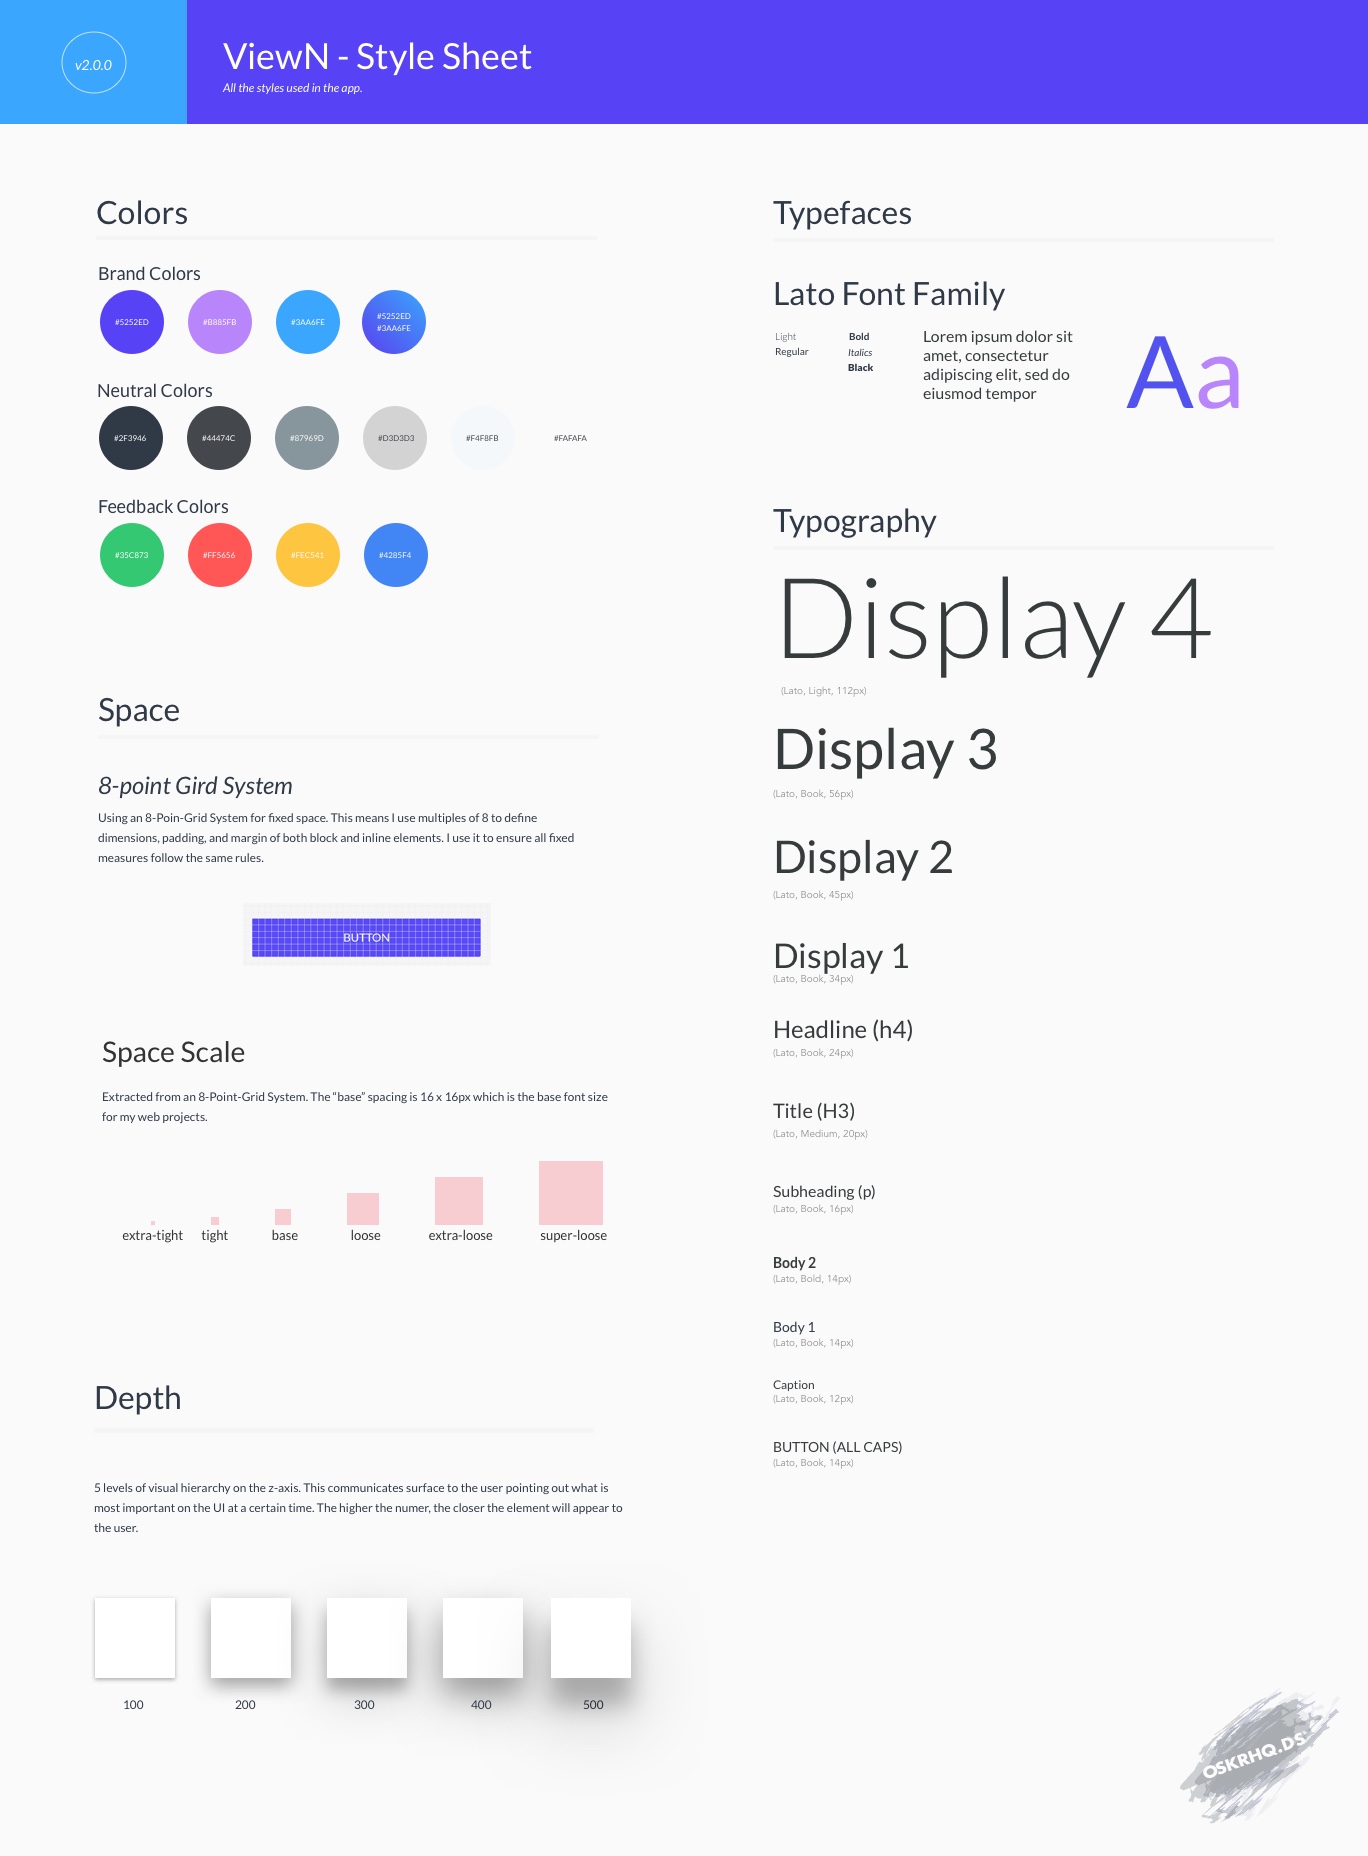 v2.0.0
ViewN - Style Sheet
All the styles used in the app.
Colors
Brand Colors
#5252ED
#B885FB
#3AA6FE
#5252ED
#3AA6FE
Neutral Colors
#2F3946
#44474C
#87969D
#D3D3D3
#F4F8FB
#FAFAFA
Feedback Colors
#35C873
#FF5656
#FEC541
#4285F4
Space
8-point Gird System
Using an 8-Poin-Grid System for fixed space. This means I use multiples of 8 to define
dimensions, padding, and margin of both block and inline elements. I use it to ensure all fixed
measures follow the same rules.
BUTTON
Space Scale
Extracted from an 8-Point-Grid System. The “base” spacing is 16 x 16px which is the base font size
for my web projects.
extra-tight
tight
base
loose
extra-loose
super-loose
Depth
5 levels of visual hierarchy on the z-axis. This communicates surface to the user pointing out what is
most important on the UI at a certain time. The higher the numer, the closer the element will appear to
the user.
100
200
300
400
500
Typefaces
Lato Font Family
Light
Regular
Bold
Italics
Black
Lorem ipsum dolor sit
amet, consectetur
adipiscing elit, sed do
eiusmod tempor
Aa
Typography
Display 4
(Lato, Light, 112px)
Display 3
(Lato, Book, 56px)
Display 2
(Lato, Book, 45px)
Display 1
(Lato, Book, 34px)
Headline (h4)
(Lato, Book, 24px)
Title (H3)
(Lato, Medium, 20px)
Subheading (p)
(Lato, Book, 16px)
Body 2
(Lato, Bold, 14px)
Body 1
(Lato, Book, 14px)
Caption
(Lato, Book, 12px)
BUTTON (ALL CAPS)
(Lato, Book, 14px)
OSKRHQ.DS